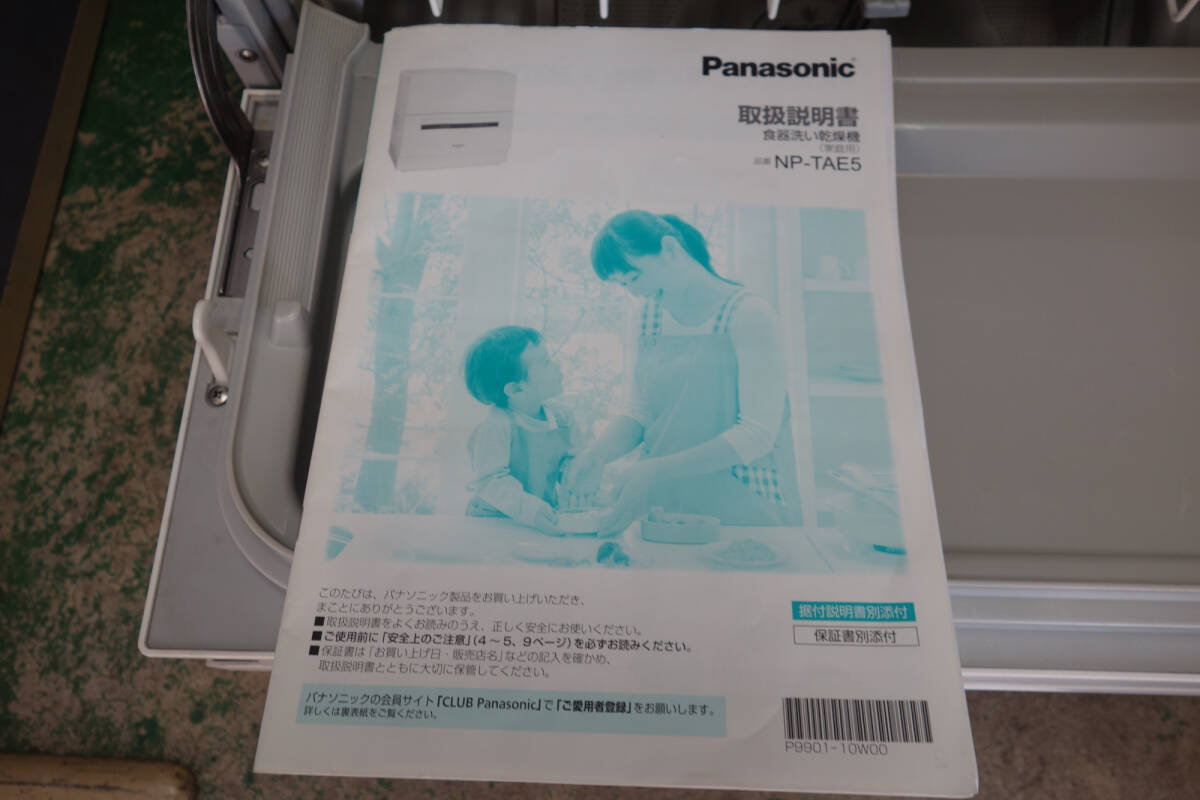 Panasonic
取扱説明書
食器洗い乾燥機
(家庭用)
品番 NP-TAE5
このたびは、パナソニック製品をお買い上げいただき、
まことにありがとうございます。
■取扱説明書をよくお読みのうえ、正しく安全にお使いください。
■ご使用前に「安全上のご注意」(4～5、9ページ)を必ずお読みください。
■保証書は「お買い上げ日・販売店名」などの記入を確かめ、
取扱説明書とともに大切に保管してください。
据付説明書別添付
保証書別添付
パナソニックの会員サイト「CLUB Panasonic」で「ご愛用者登録」をお願いします。
詳しくは裏表紙をご覧ください。
P9901-10W00